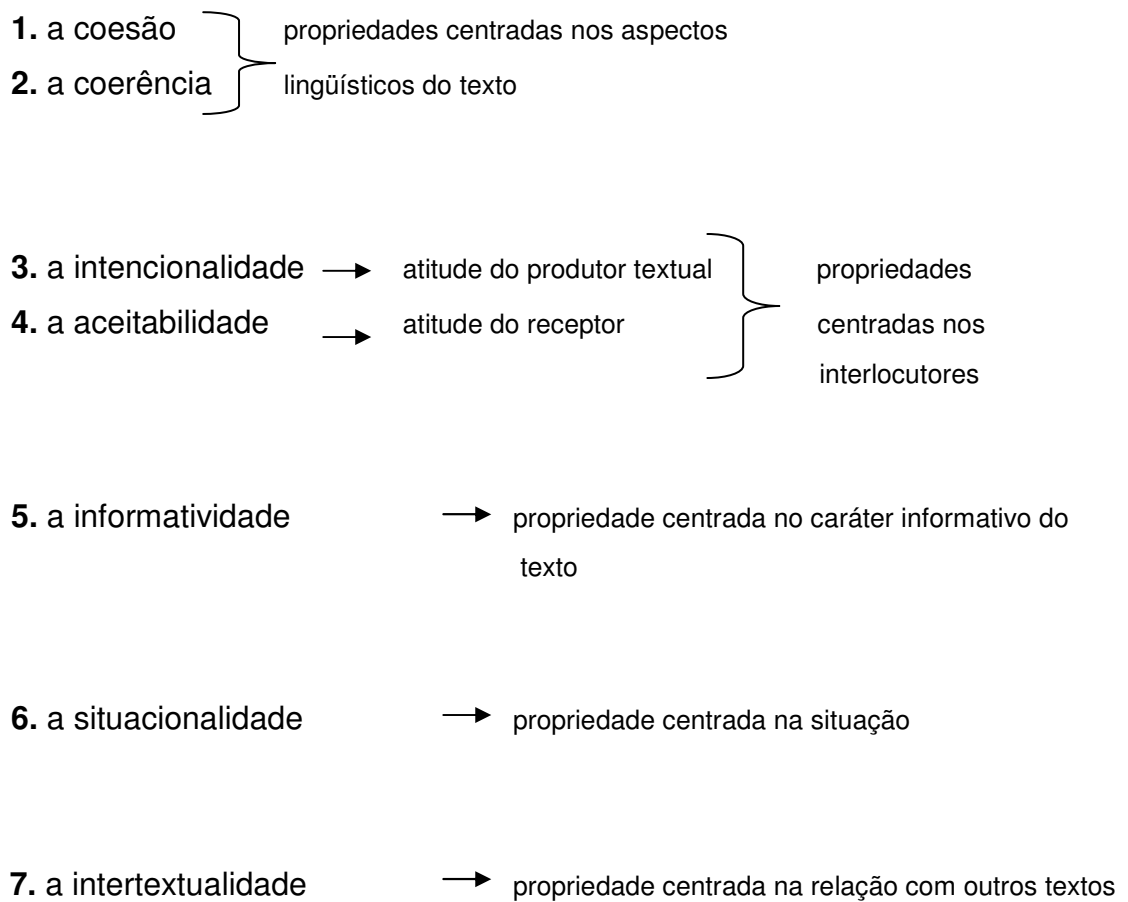 1. a coesão propriedades centradas nos aspectos
2. a coerência lingüísticos do texto
3. a intencionalidade atitude do produtor textual propriedades
4. a aceitabilidade atitude do receptor centradas nos
interlocutores
5. a informatividade propriedade centrada no caráter informativo do
texto
6. a situacionalidade propriedade centrada na situação
7. a intertextualidade propriedade centrada na relação com outros textos